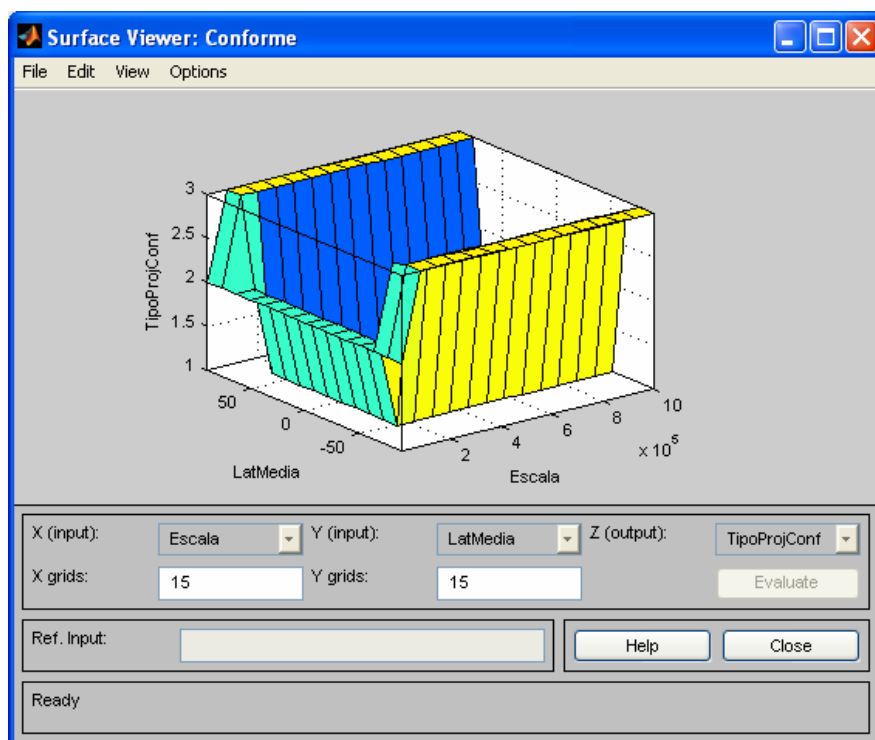 Surface Viewer: Conforme
File Edit View Options
3
2.5
2
1.5
1
TipoProjConf
50
0
-50
LatMedia
2
4
6
8
10
x 10^5
Escala
X (input): Escala Y (input): LatMedia Z (output): TipoProjConf
X grids: 15 Y grids: 15 Evaluate
Ref. Input: Help Close
Ready